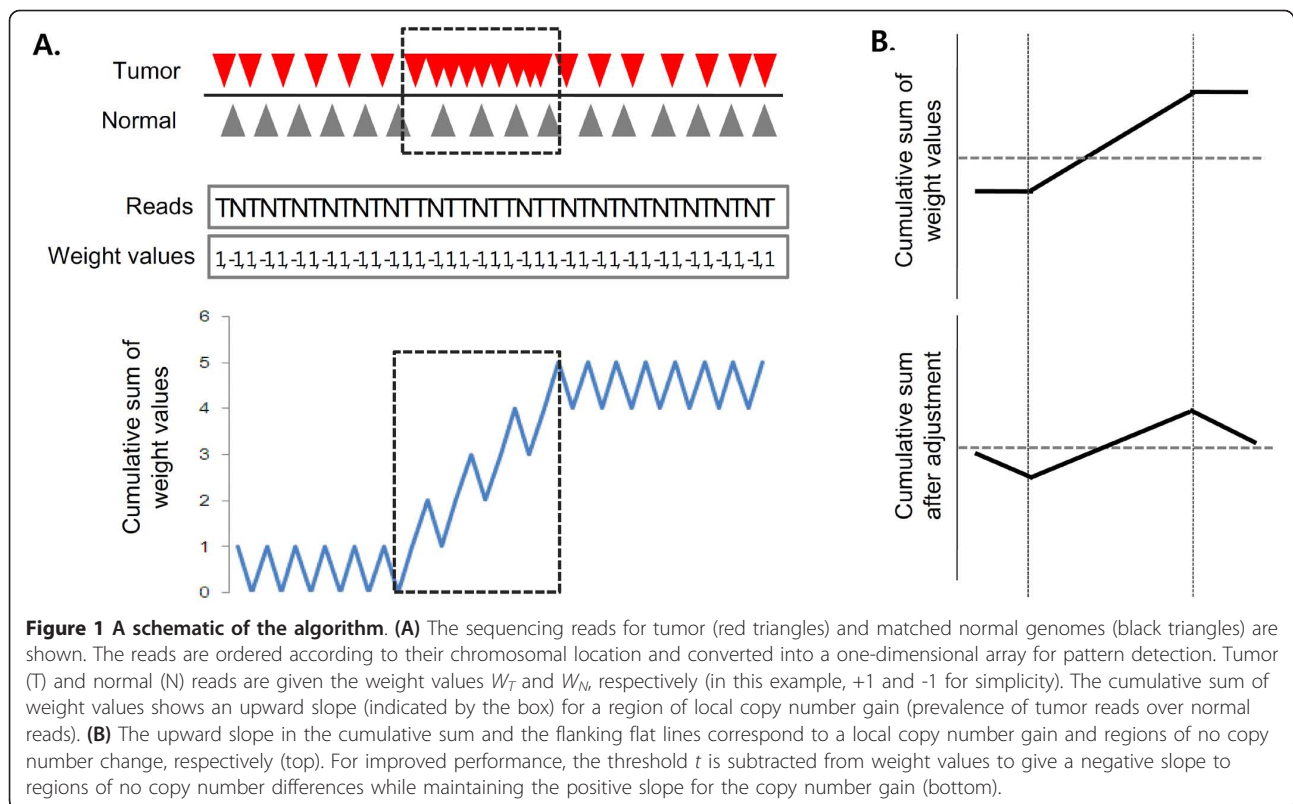 A.
Tumor
Normal
Reads
TNTNTNTNTNTNTTNTTNTTNTTNTNTNTNTNTNTNT
Weight values
1,-1,1,-1,1,-1,1,-1,1,-1,1,-1,1,1,-1,1,1,-1,1,1,-1,1,1,-1,1,-1,1,-1,1,-1,1,-1,1,-1,1,-1,1
Cumulative sum of
weight values
6
5
4
3
2
1
0
B.
Cumulative sum of
weight values
Cumulative sum
after adjustment
Figure 1 A schematic of the algorithm. (A) The sequencing reads for tumor (red triangles) and matched normal genomes (black triangles) are
shown. The reads are ordered according to their chromosomal location and converted into a one-dimensional array for pattern detection. Tumor
(T) and normal (N) reads are given the weight values W_T and W_N, respectively (in this example, +1 and -1 for simplicity). The cumulative sum of
weight values shows an upward slope (indicated by the box) for a region of local copy number gain (prevalence of tumor reads over normal
reads). (B) The upward slope in the cumulative sum and the flanking flat lines correspond to a local copy number gain and regions of no copy
number change, respectively (top). For improved performance, the threshold t is subtracted from weight values to give a negative slope to
regions of no copy number differences while maintaining the positive slope for the copy number gain (bottom).